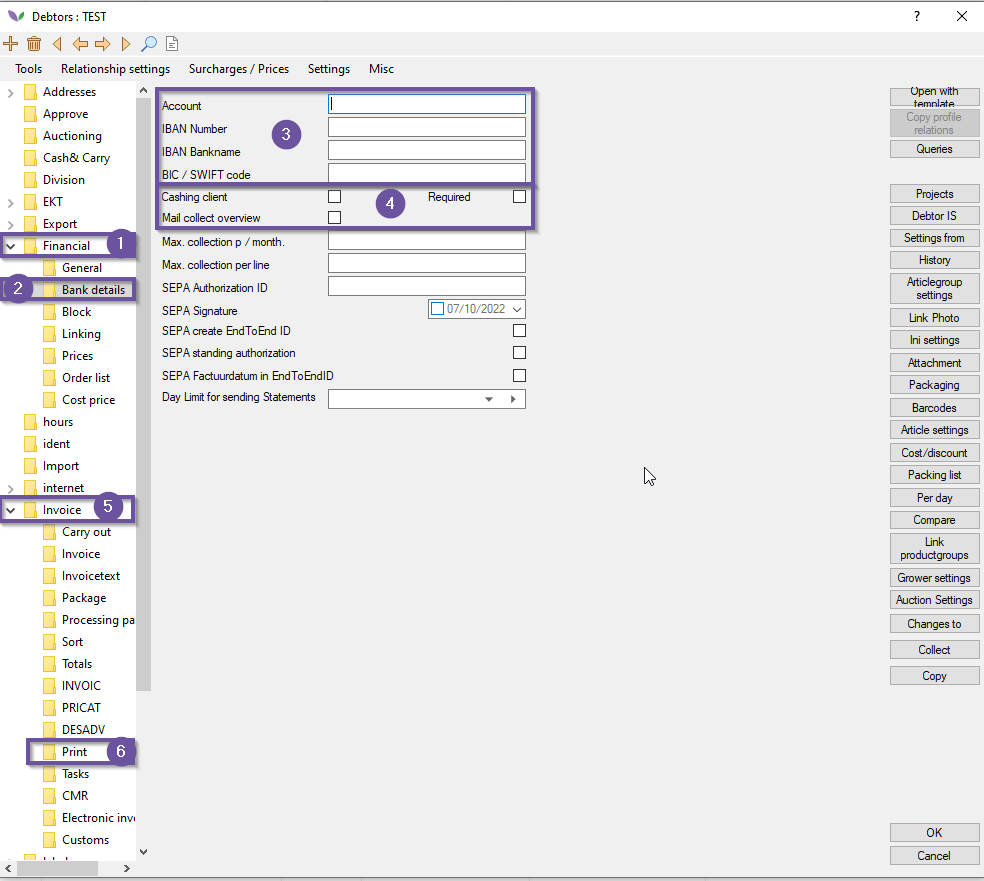 Debtors : TEST
?
Tools Relationship settings Surcharges / Prices Settings Misc
Addresses
Approve
Auctioning
Cash& Carry
Division
EKT
Export
Financial 1
General
2 Bank details
Block
Linking
Prices
Order list
Cost price
hours
ident
Import
internet
Invoice 5
Carry out
Invoice
Invoicetext
Package
Processing pa
Sort
Totals
INVOIC
PRICAT
DESADV
Print 6
Tasks
CMR
Electronic inv
Customs
Account
IBAN Number
3
IBAN Bankname
BIC / SWIFT code
Cashing client 4 Required
Mail collect overview
Max. collection p / month.
Max. collection per line
SEPA Authorization ID
SEPA Signature 07/10/2022
SEPA create EndToEnd ID
SEPA standing authorization
SEPA Factuurdatum in EndToEndID
Day Limit for sending Statements
Open with
template
Copy profile
relations
Queries
Projects
Debtor IS
Settings from
History
Articlegroup
settings
Link Photo
Ini settings
Attachment
Packaging
Barcodes
Article settings
Cost/discount
Packing list
Per day
Compare
Link
productgroups
Grower settings
Auction Settings
Changes to
Collect
Copy
OK
Cancel